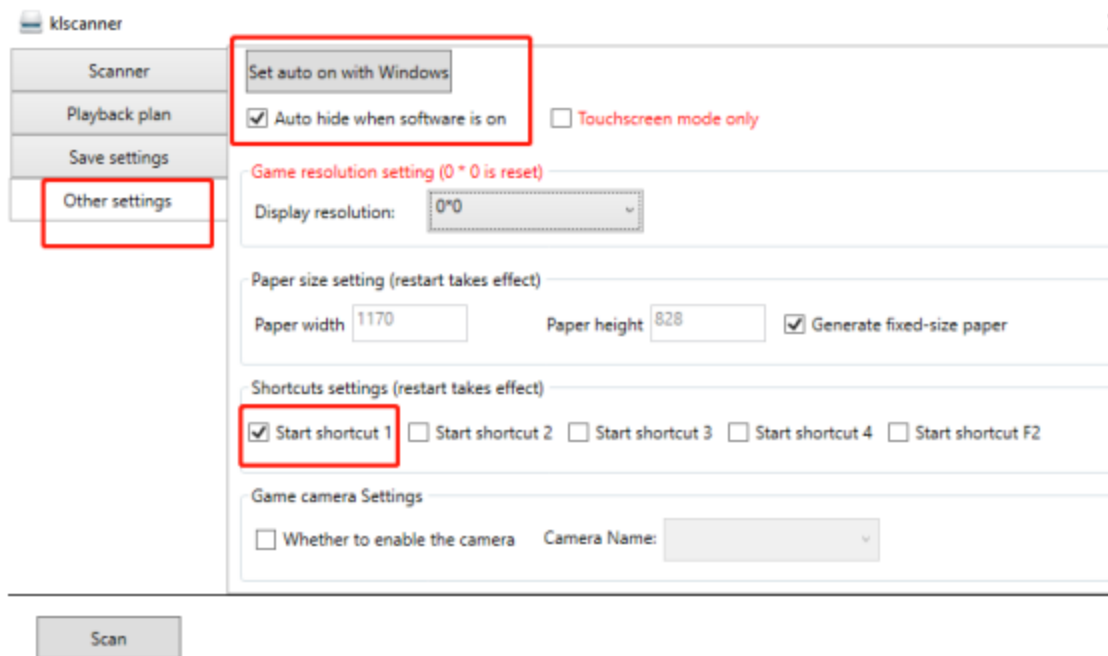 klscanner
Scanner
Playback plan
Save settings
Other settings
Set auto on with Windows
Auto hide when software is on Touchscreen mode only
Game resolution setting (0 * 0 is reset)
Display resolution: 0*0
Paper size setting (restart takes effect)
Paper width 1170 Paper height 828 Generate fixed-size paper
Shortcuts settings (restart takes effect)
Start shortcut 1 Start shortcut 2 Start shortcut 3 Start shortcut 4 Start shortcut F2
Game camera Settings
Whether to enable the camera Camera Name:
Scan